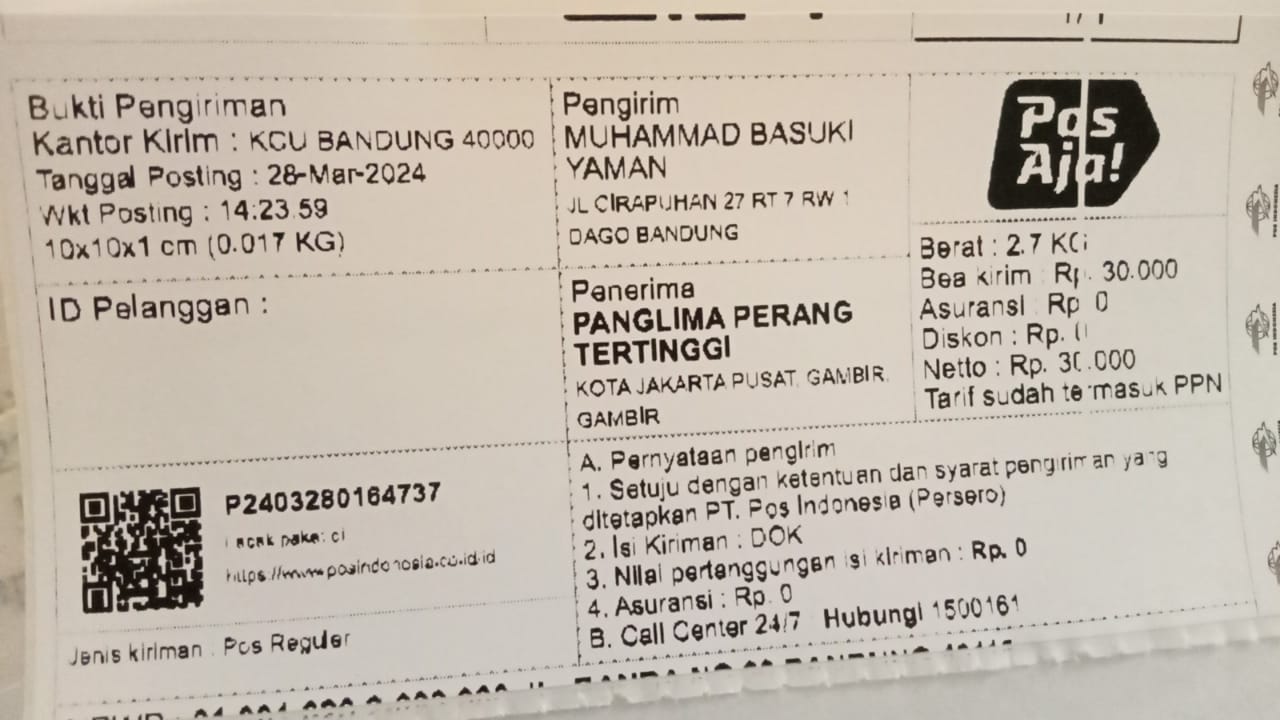 Bukti Pengiriman
Kantor Kirim : KCU BANDUNG 40000
Tanggal Posting : 28-Mar-2024
Wkt Posting : 14:23:59
10x10x1 cm (0.017 KG)
ID Pelanggan :
Pengirim
MUHAMMAD BASUKI
YAMAN
JL CIRAPUHAN 27 RT 7 RW 1
DAGO BANDUNG
Penerima
PANGLIMA PERANG
TERTINGGI
KOTA JAKARTA PUSAT, GAMBIR,
GAMBIR
Pos
Aja!
Berat : 2.7 KG
Bea kirim : Rp. 30.000
Asuransi : Rp 0
Diskon : Rp. 0
Netto : Rp. 30.000
Tarif sudah termasuk PPN
P2403280164737
https://www.posindonesia.co.id/id
Jenis kiriman : Pos Reguler
A. Pernyataan pengirim
1. Setuju dengan ketentuan dan syarat pengiriman yang
ditetapkan PT. Pos Indonesia (Persero)
2. Isi Kiriman : DOK
3. Nilai pertanggungan isi kiriman : Rp. 0
4. Asuransi : Rp. 0
B. Call Center 24/7 Hubungi 1500161